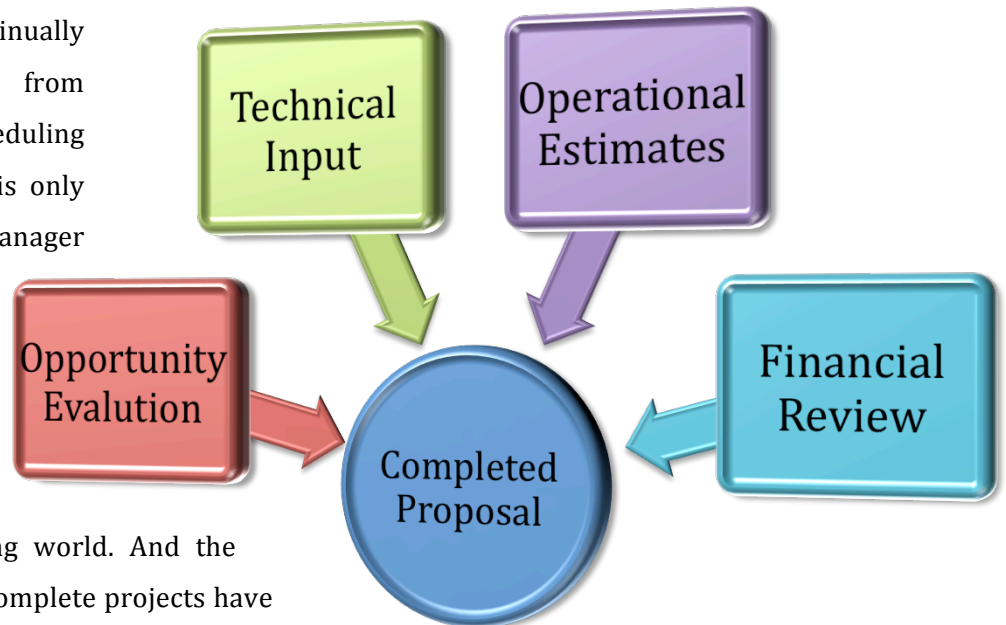 inually
from
eduling
is only
anager
Technical
Input
Operational
Estimates
Opportunity
Evalution
Financial
Review
Completed
Proposal
ng world. And the
omplete projects have